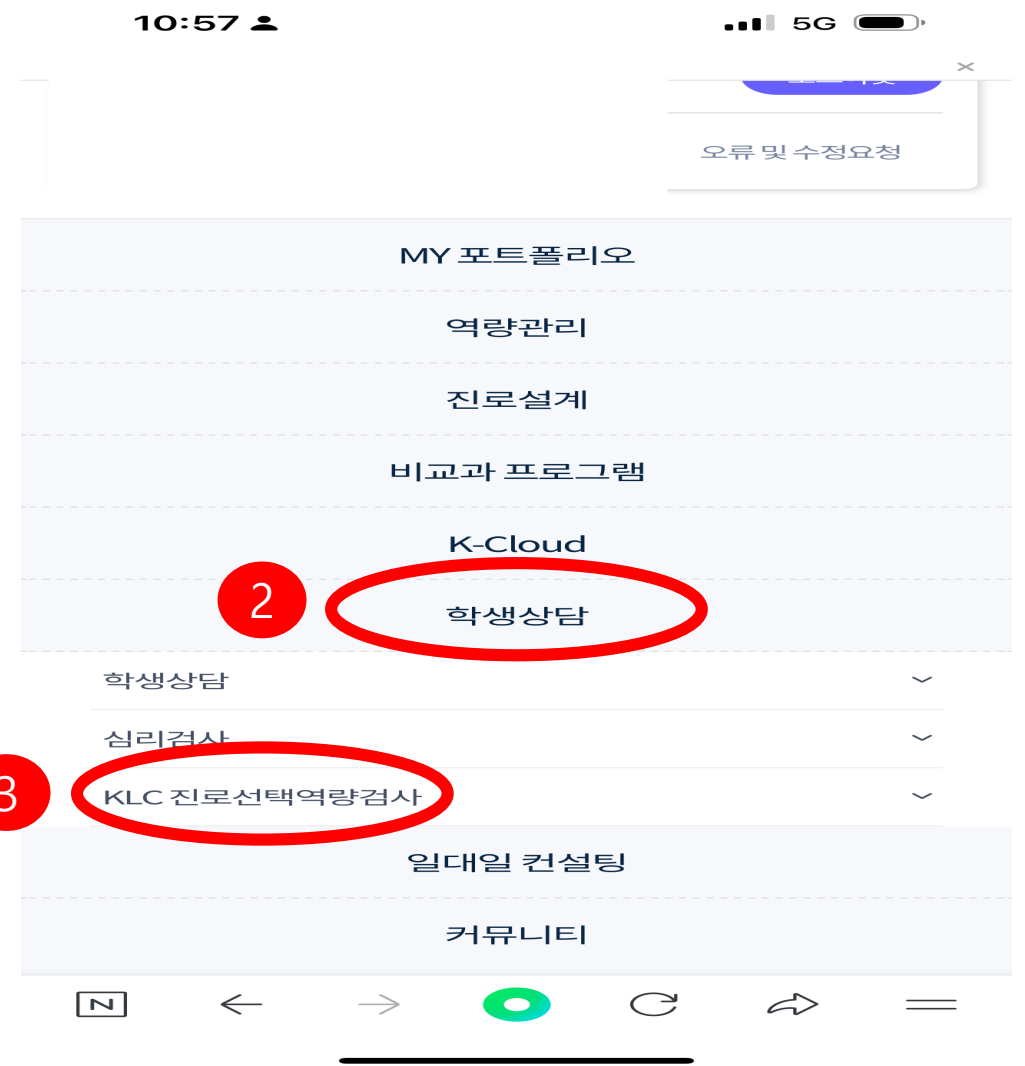 10:57
5G
오류 및 수정요청
MY 포트폴리오
역량관리
진로설계
비교과 프로그램
K-Cloud
2
학생상담
학생상담
심리검사
3
KLC 진로선택역량검사
일대일 컨설팅
커뮤니티
N